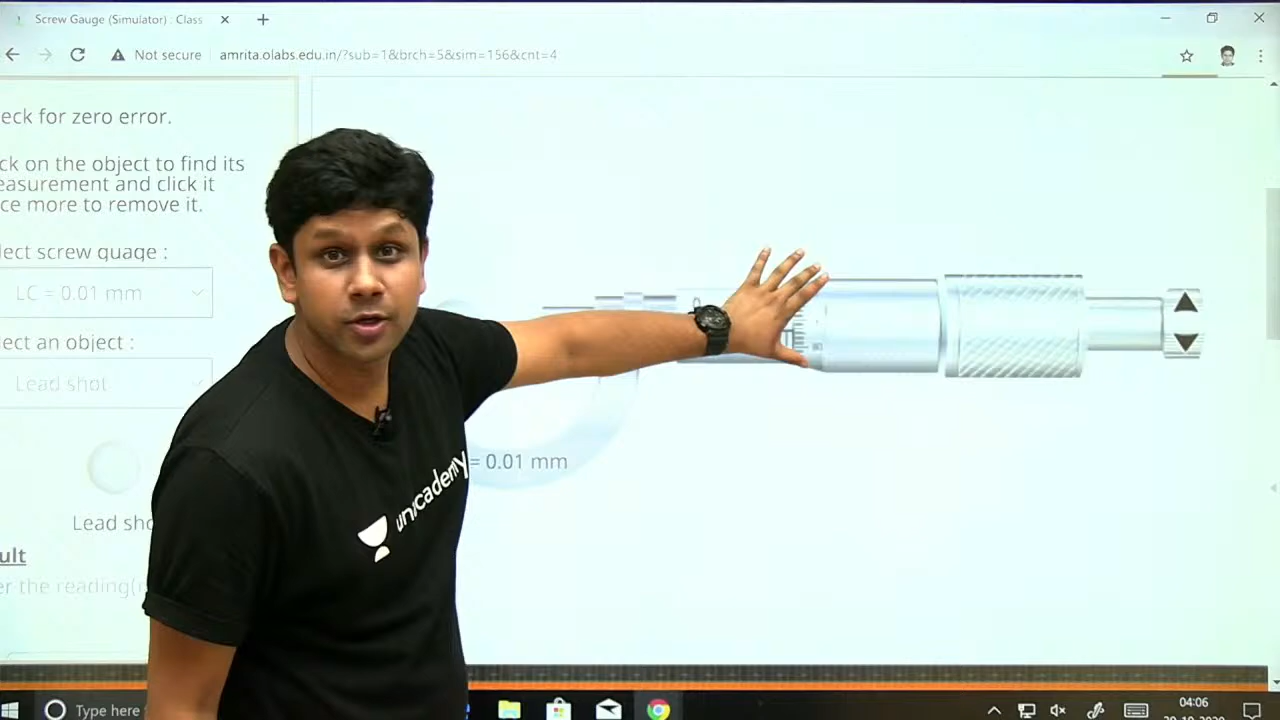 Screw Gauge (Simulator) : Class
Not secure
amrita.olabs.edu.in/?sub=1&brch=5&sim=156&cnt=4
eck for zero error.
ck on the object to find its
easurement and click it
ce more to remove it.
lect screw guage :
LC = 0.01 mm
lect an object :
Lead shot
Lead sho
ult
er the reading(
= 0.01 mm
unacademy
Type here
04:06